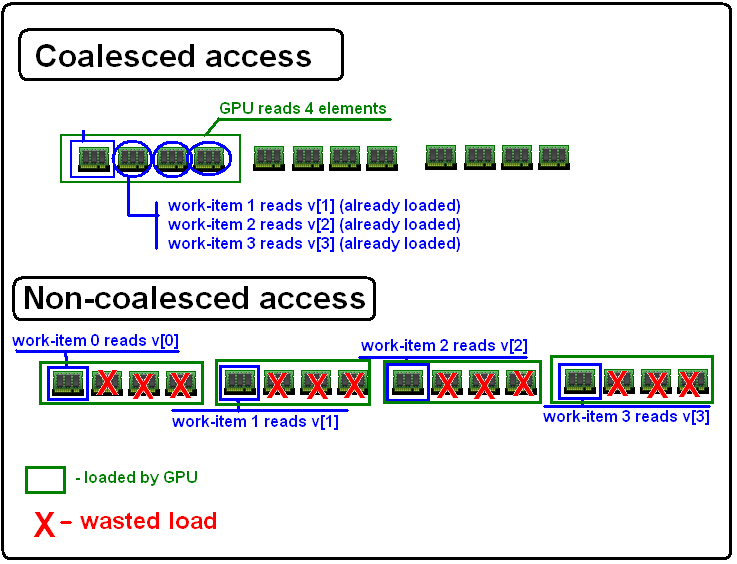 Coalesced access
GPU reads 4 elements
work-item 1 reads v[1] (already loaded)
work-item 2 reads v[2] (already loaded)
work-item 3 reads v[3] (already loaded)
Non-coalesced access
work-item 0 reads v[0]
work-item 2 reads v[2]
X X X X X X X X X X X X
work-item 1 reads v[1]
work-item 3 reads v[3]
- loaded by GPU
X – wasted load